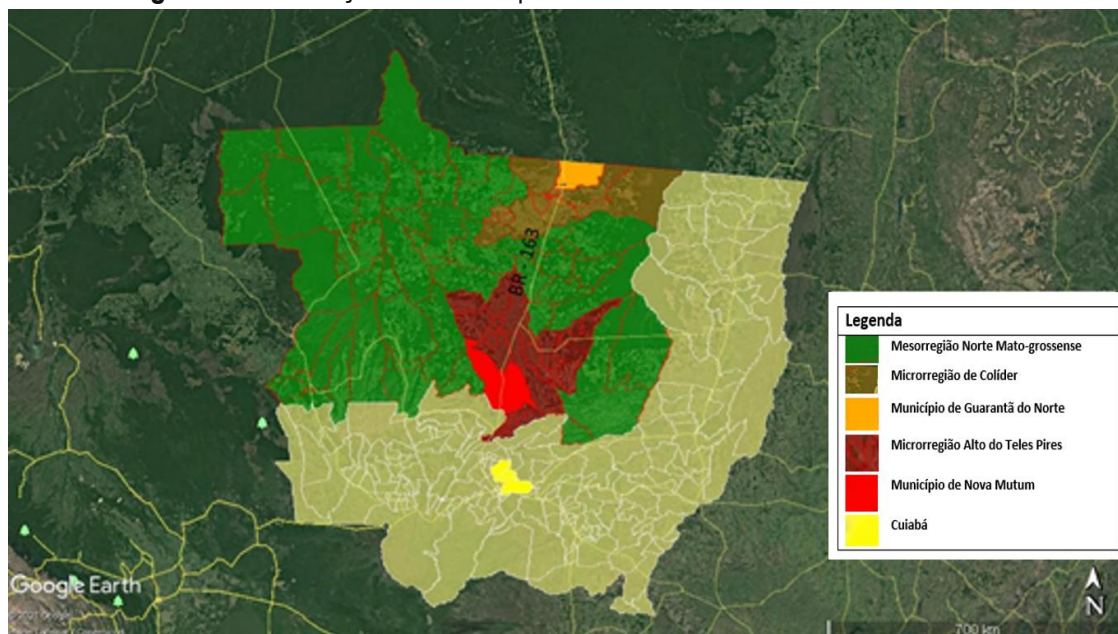 BR 163
Legenda
Mesorregião Norte Mato-grossense
Microrregião de Colíder
Município de Guarantã do Norte
Microrregião Alto do Teles Pires
Município de Nova Mutum
Cuiabá
Google Earth
N
700 km